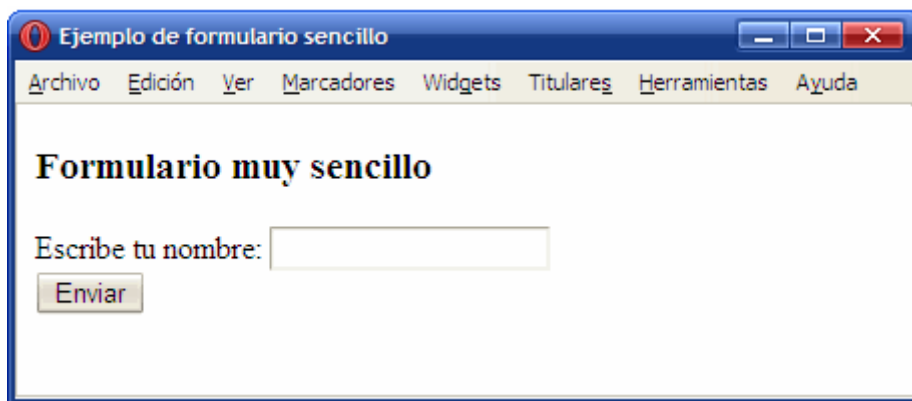 Ejemplo de formulario sencillo
Archivo Edición Ver Marcadores Widgets Titulares Herramientas Ayuda
Formulario muy sencillo
Escribe tu nombre:
Enviar